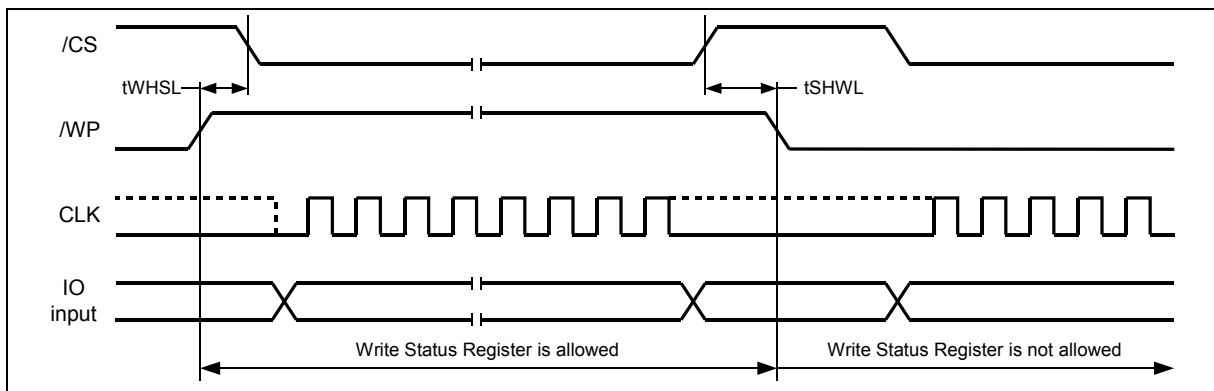 /CS
tWHSL
tSHWL
/WP
CLK
IO
input
Write Status Register is allowed
Write Status Register is not allowed